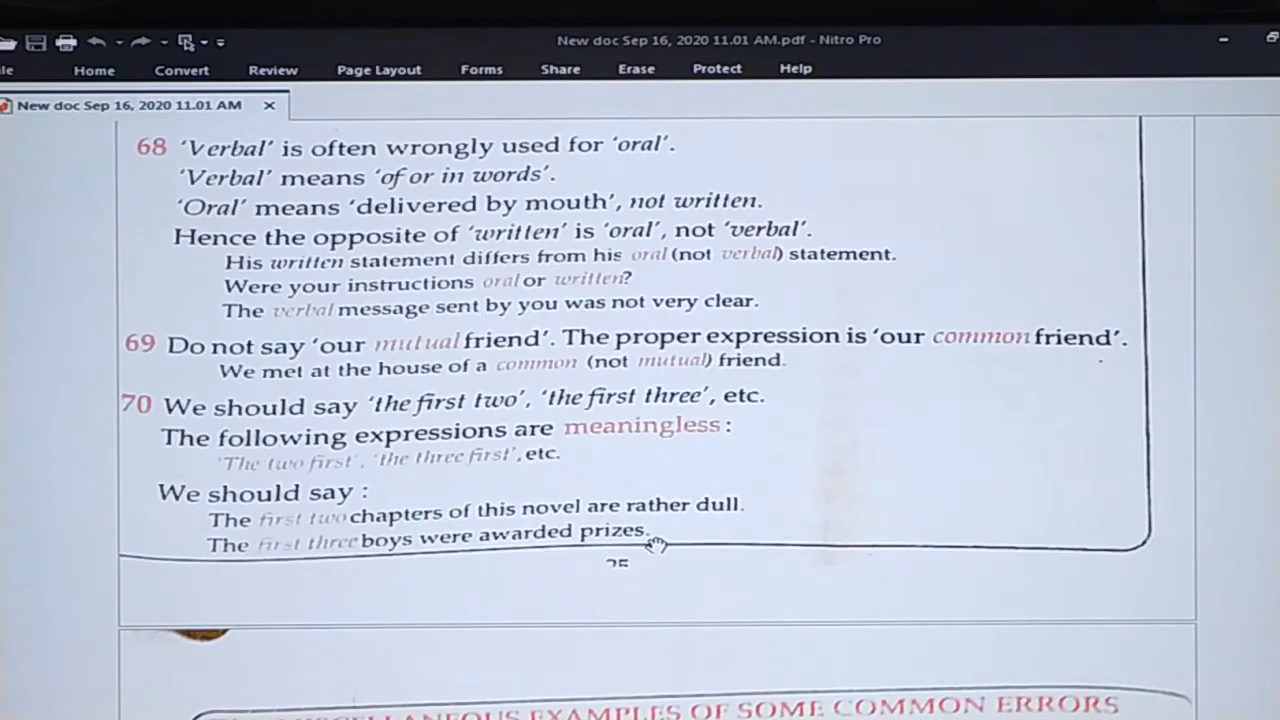 New doc Sep 16, 2020 11.01 AM.pdf - Nitro Pro
Home Convert Review Page Layout Forms Share Erase Protect Help
New doc Sep 16, 2020 11.01 AM ×
68 'Verbal' is often wrongly used for 'oral'.
'Verbal' means 'of or in words'.
'Oral' means 'delivered by mouth', not written.
Hence the opposite of 'written' is 'oral', not 'verbal'.
His written statement differs from his oral (not verbal) statement.
Were your instructions oral or written?
The verbal message sent by you was not very clear.
69 Do not say 'our mutual friend'. The proper expression is 'our common friend'.
We met at the house of a common (not mutual) friend.
70 We should say 'the first two', 'the first three', etc.
The following expressions are meaningless :
'The two first', 'the three first', etc.
We should say :
The first two chapters of this novel are rather dull.
The first three boys were awarded prizes.
EXAMPLES OF SOME COMMON ERRORS